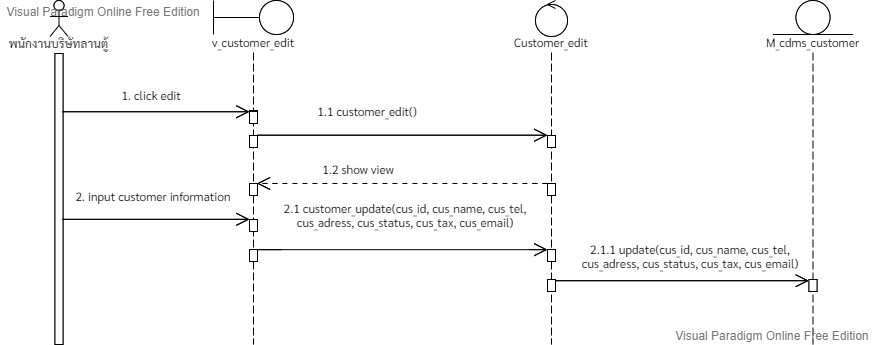 Visual Paradigm Online Free Edition
พนักงานบริษัทลานตู้
v_customer_edit
Customer_edit
M_cdms_customer
1. click edit
1.1 customer_edit()
1.2 show view
2. input customer information
2.1 customer_update(cus_id, cus_name, cus_tel,
cus_adress, cus_status, cus_tax, cus_email)
2.1.1 update(cus_id, cus_name, cus_tel,
cus_adress, cus_status, cus_tax, cus_email)
Visual Paradigm Online Free Edition